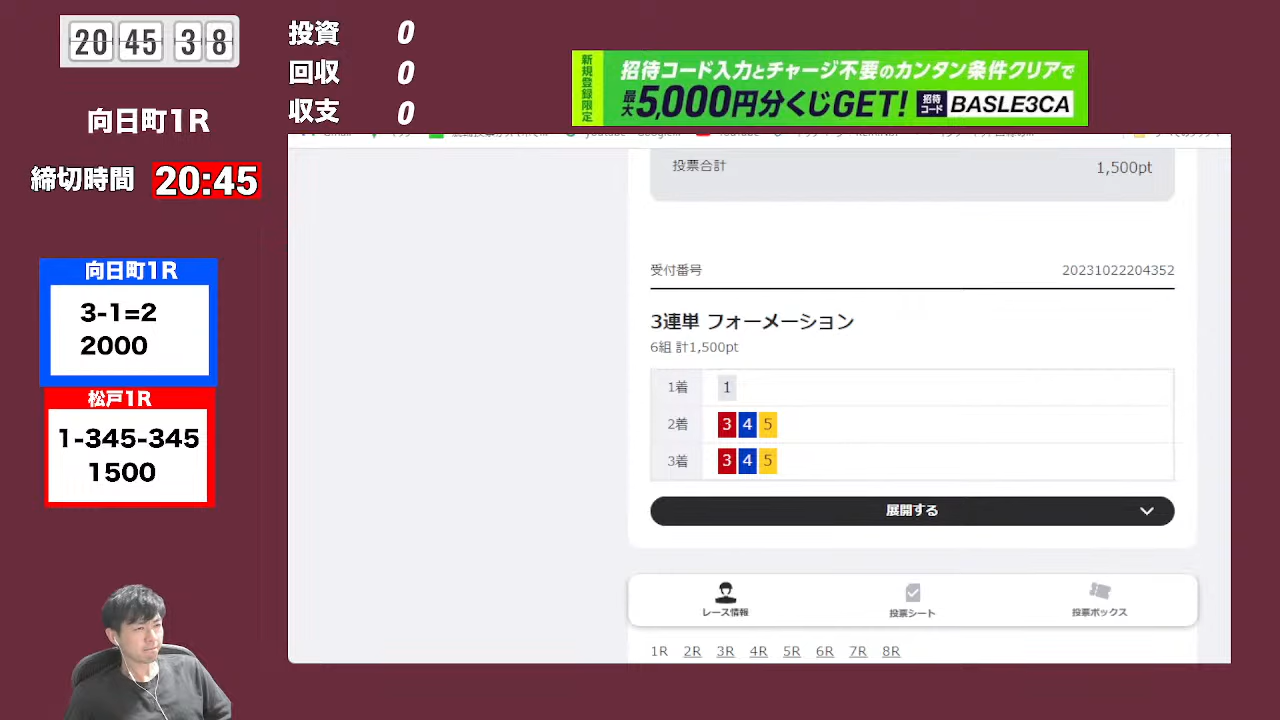 20 45 38
投資 0
回収 0
収支 0
向日町1R
締切時間 20:45
新規登録限定
招待コード入力とチャージ不要のカンタン条件クリアで
最大5,000円分くじGET! 招待コード BASLE3CA
向日町1R
3-1=2
2000
松戸1R
1-345-345
1500
投票合計 1,500pt
受付番号 20231022204352
3連単 フォーメーション
6組 計1,500pt
1着 1
2着 3 4 5
3着 3 4 5
展開する
レース情報 投票シート 投票ボックス
1R 2R 3R 4R 5R 6R 7R 8R